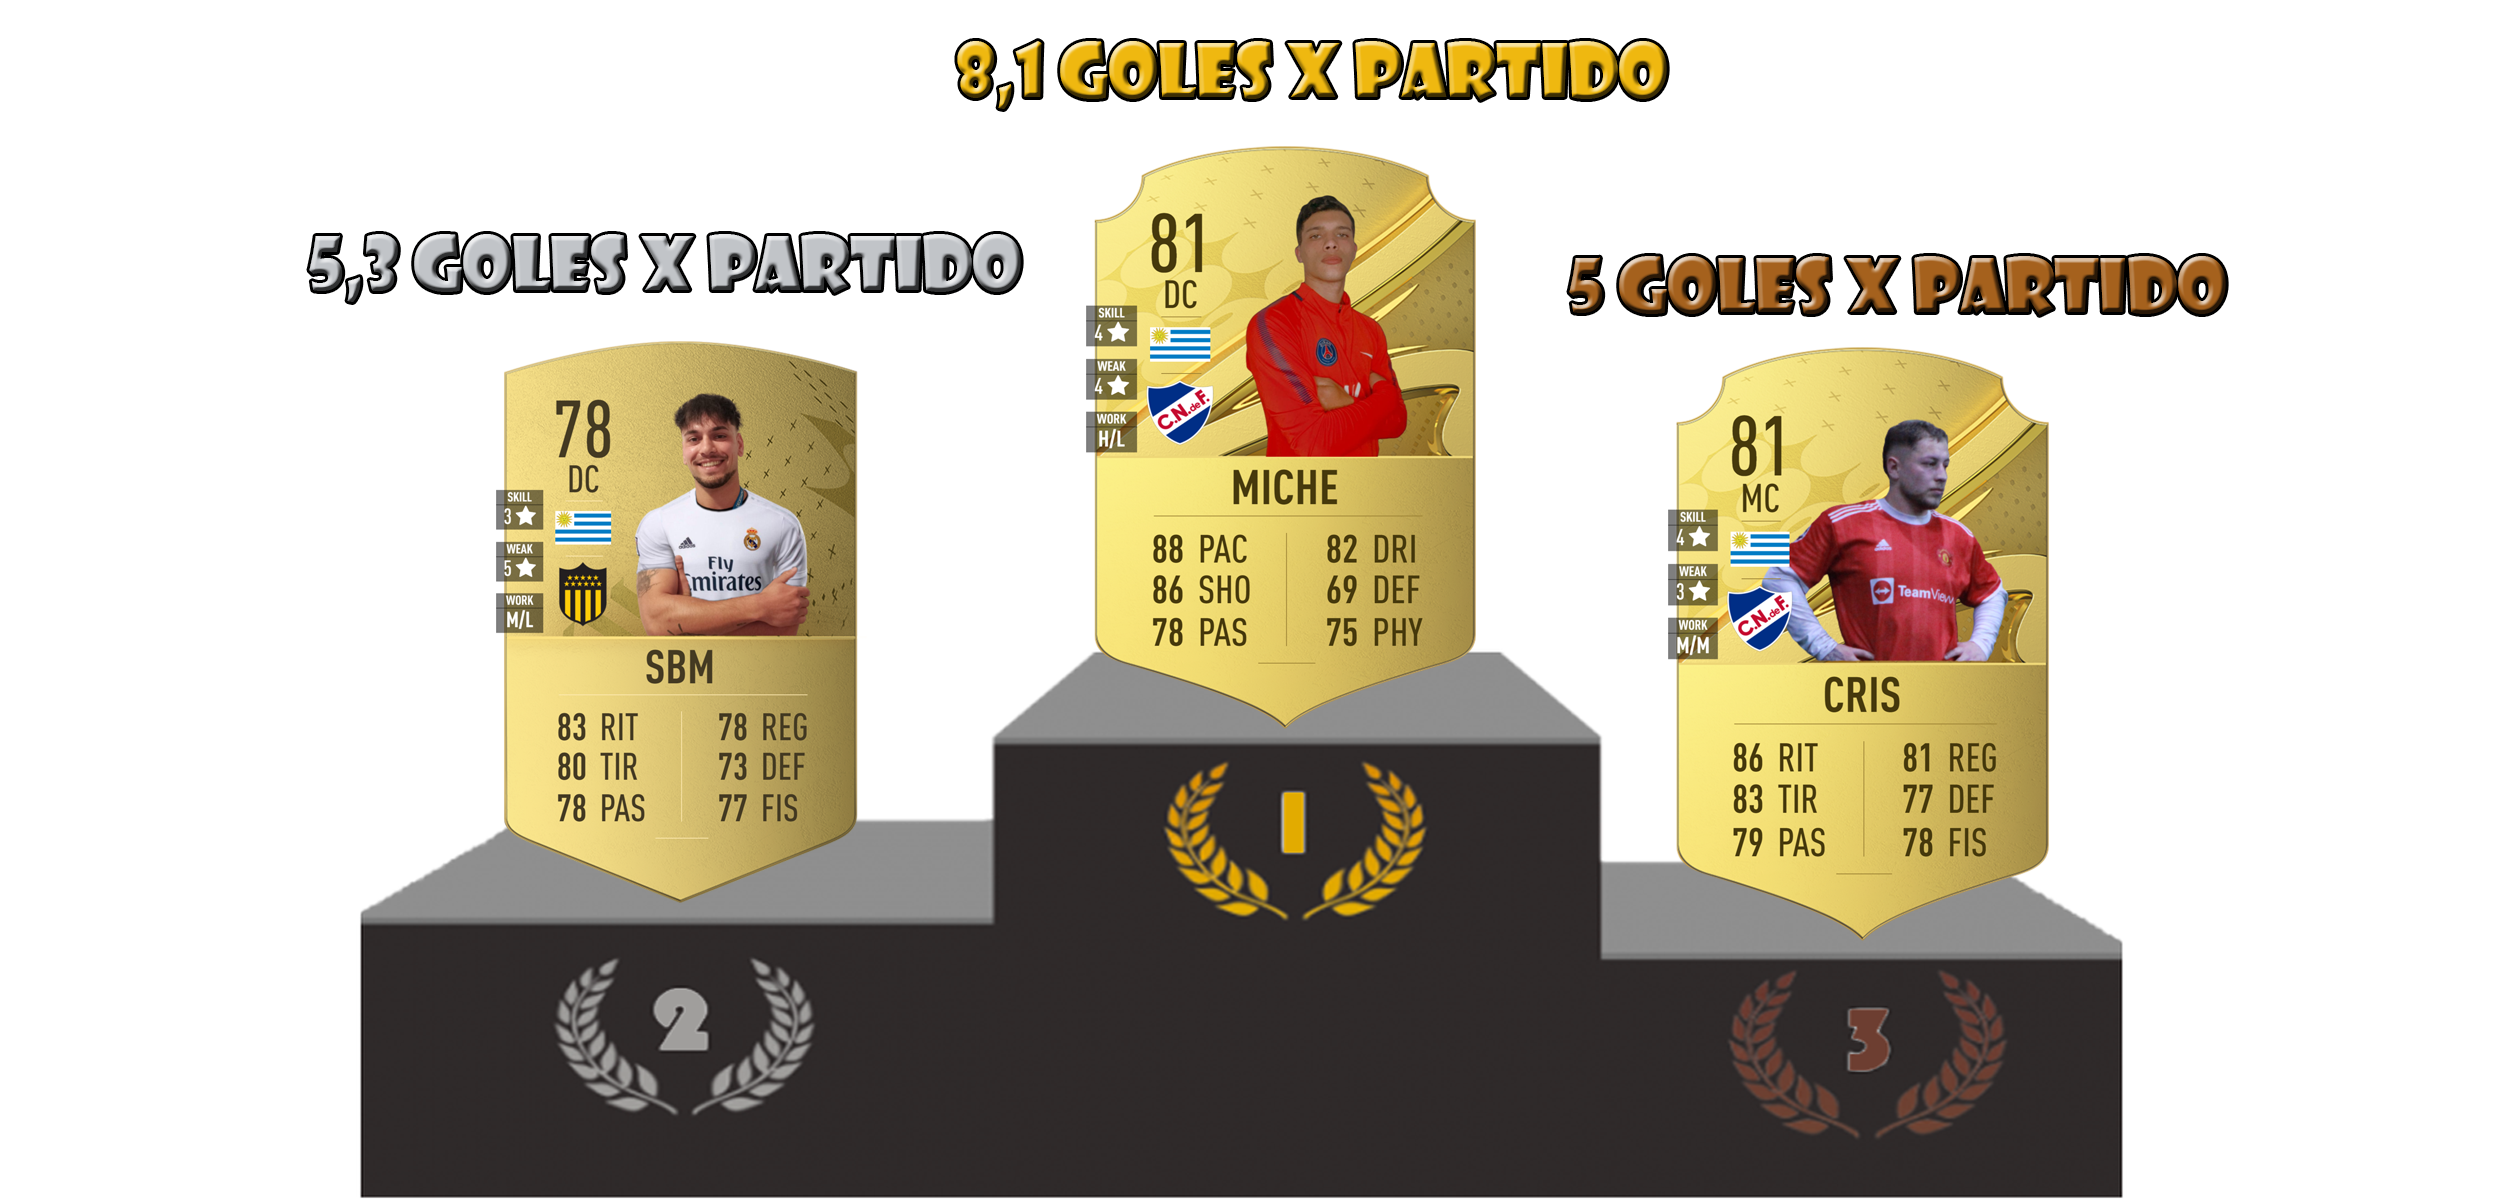 8,1 GOLES X PARTIDO
5,3 GOLES X PARTIDO
5 GOLES X PARTIDO
81
DC
SKILL
4
WEAK
4
WORK
H/L
C.N.deF.
MICHE
88 PAC 82 DRI
86 SHO 69 DEF
78 PAS 75 PHY
78
DC
SKILL
3
WEAK
5
WORK
M/L
Fly
Emirates
SBM
83 RIT 78 REG
80 TIR 73 DEF
78 PAS 77 FIS
81
MC
SKILL
4
WEAK
3
WORK
M/M
C.N.deF.
TeamView
CRIS
86 RIT 81 REG
83 TIR 77 DEF
79 PAS 78 FIS
1
2
3